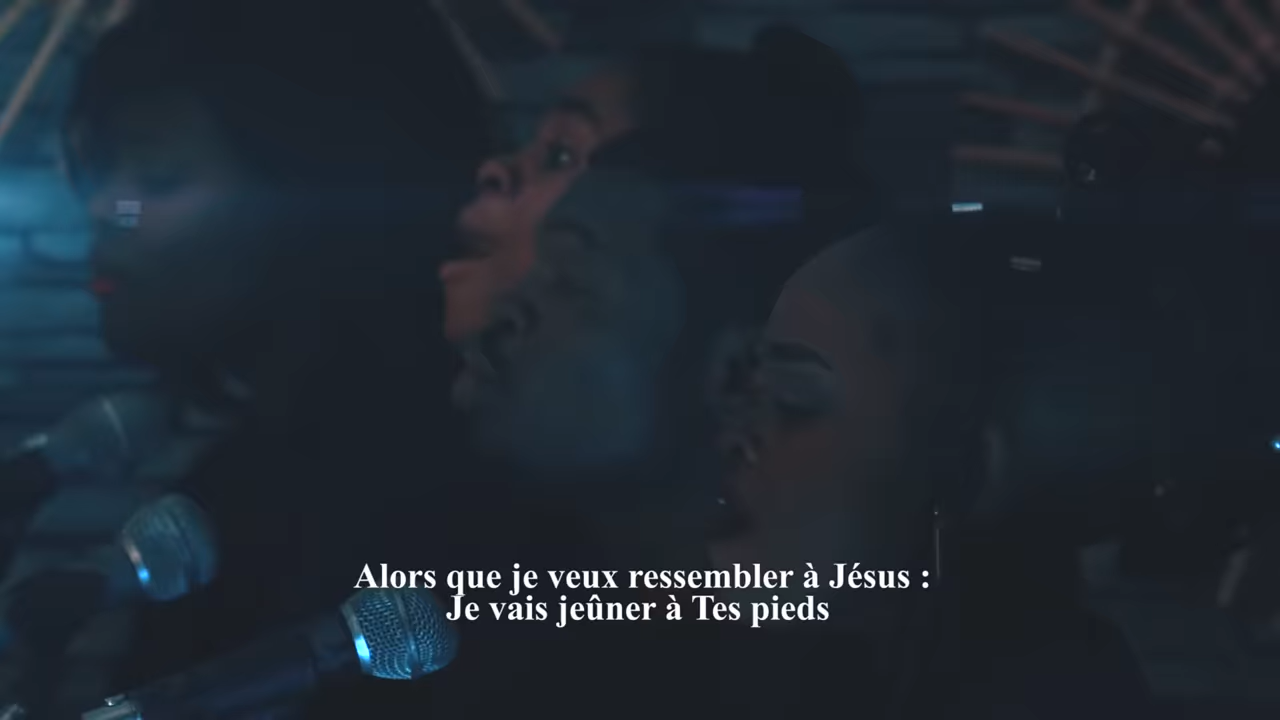 Alors que je veux ressembler à Jésus :
Je vais jeûner à Tes pieds